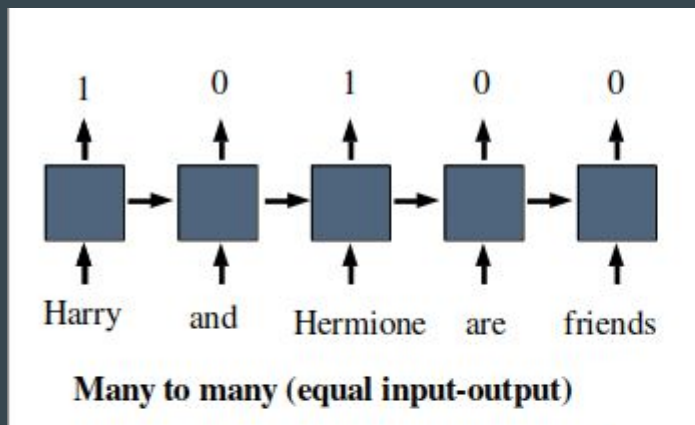 1 0 1 0 0
Harry and Hermione are friends
Many to many (equal input-output)